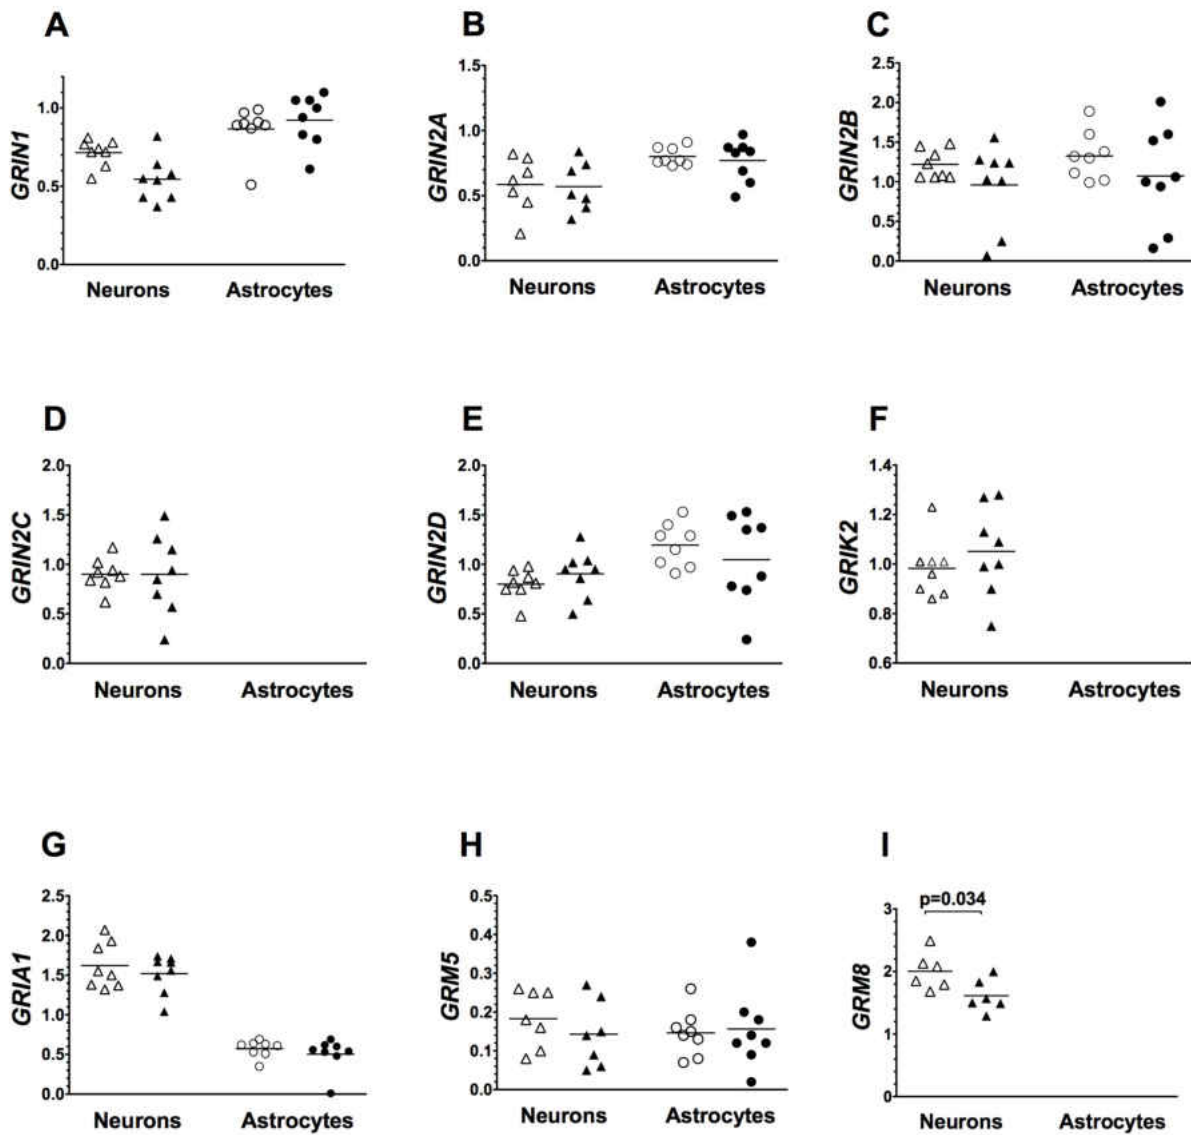 A
B
C
GRIN1
1.0
0.5
0.0
Neurons Astrocytes
GRIN2A
1.5
1.0
0.5
0.0
Neurons Astrocytes
GRIN2B
2.5
2.0
1.5
1.0
0.5
0.0
Neurons Astrocytes
D
E
F
GRIN2C
2.0
1.5
1.0
0.5
0.0
Neurons Astrocytes
GRIN2D
2.0
1.5
1.0
0.5
0.0
Neurons Astrocytes
GRIK2
1.4
1.2
1.0
0.8
0.6
Neurons Astrocytes
G
H
I
GRIA1
2.5
2.0
1.5
1.0
0.5
0.0
Neurons Astrocytes
GRM5
0.5
0.4
0.3
0.2
0.1
0.0
Neurons Astrocytes
GRM8
p=0.034
3
2
1
0
Neurons Astrocytes